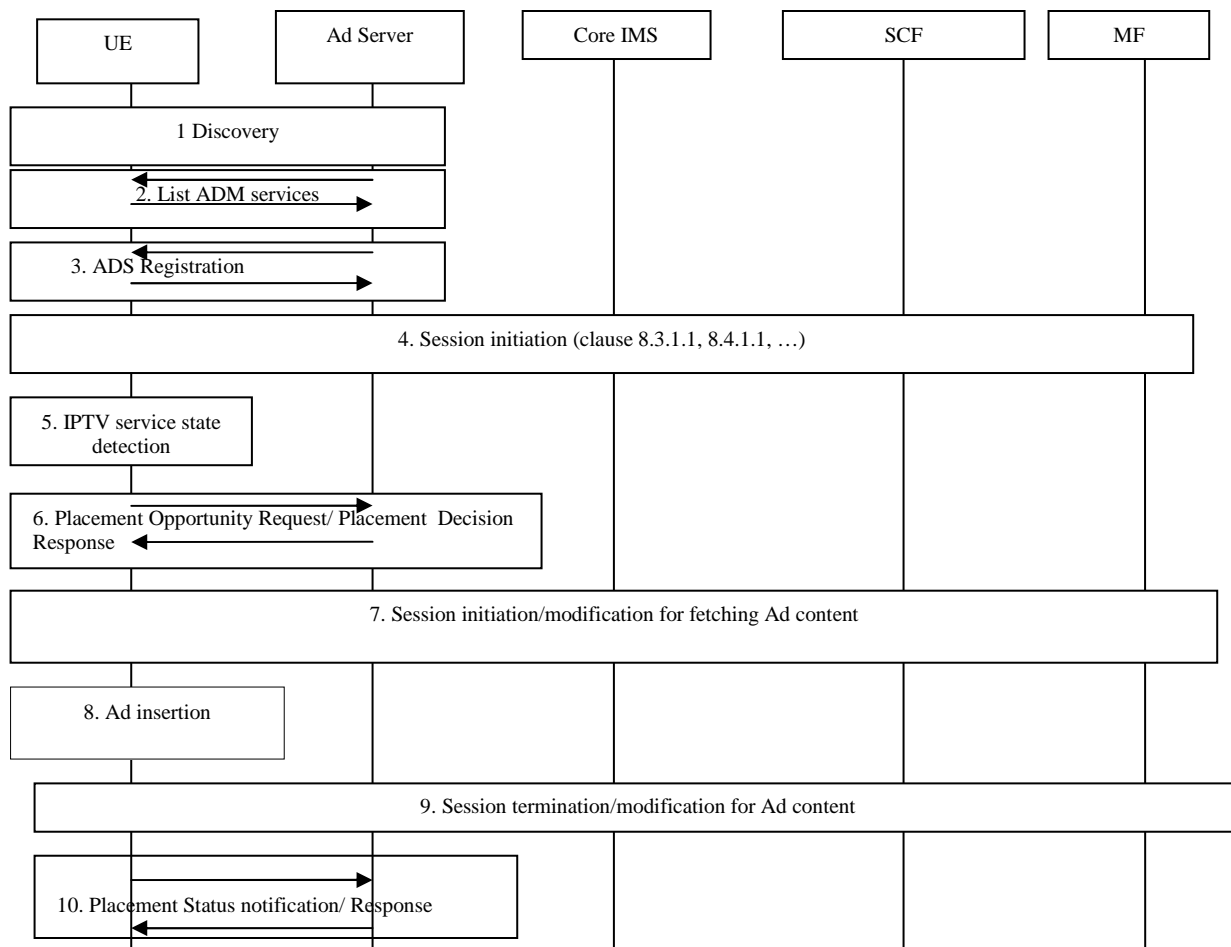 UE
Ad Server
Core IMS
SCF
MF
1 Discovery
2. List ADM services
3. ADS Registration
4. Session initiation (clause 8.3.1.1, 8.4.1.1, …)
5. IPTV service state
detection
6. Placement Opportunity Request/ Placement Decision
Response
7. Session initiation/modification for fetching Ad content
8. Ad insertion
9. Session termination/modification for Ad content
10. Placement Status notification/ Response